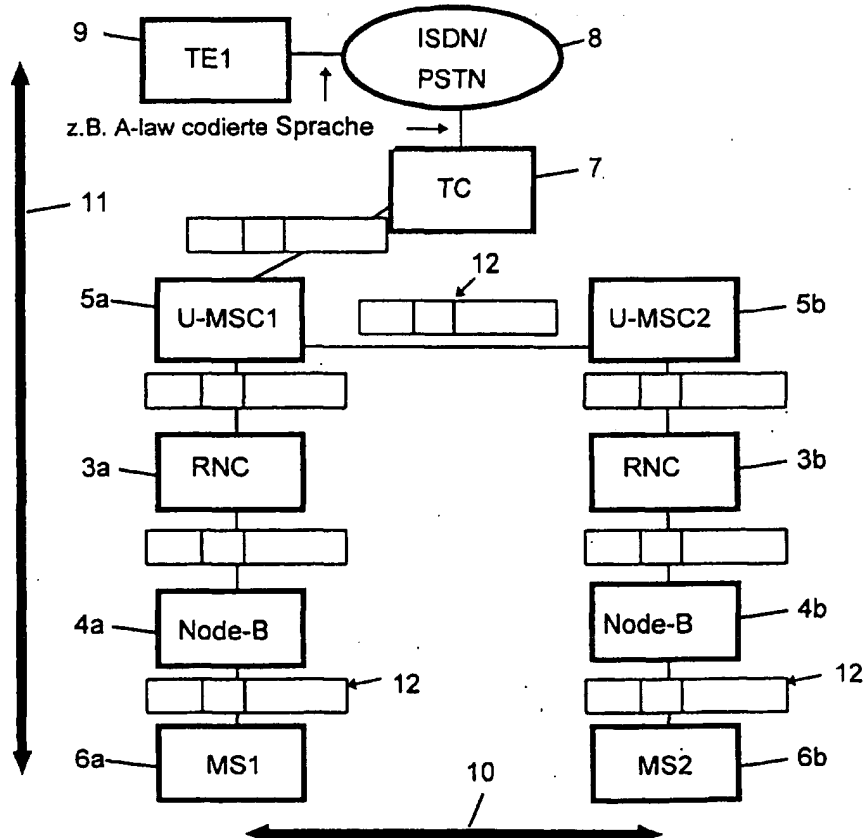 9
TE1
ISDN/
PSTN
8
z.B. A-law codierte Sprache
TC
7
11
12
5a
U-MSC1
U-MSC2
5b
3a
RNC
RNC
3b
4a
Node-B
Node-B
4b
12
12
6a
MS1
MS2
6b
10